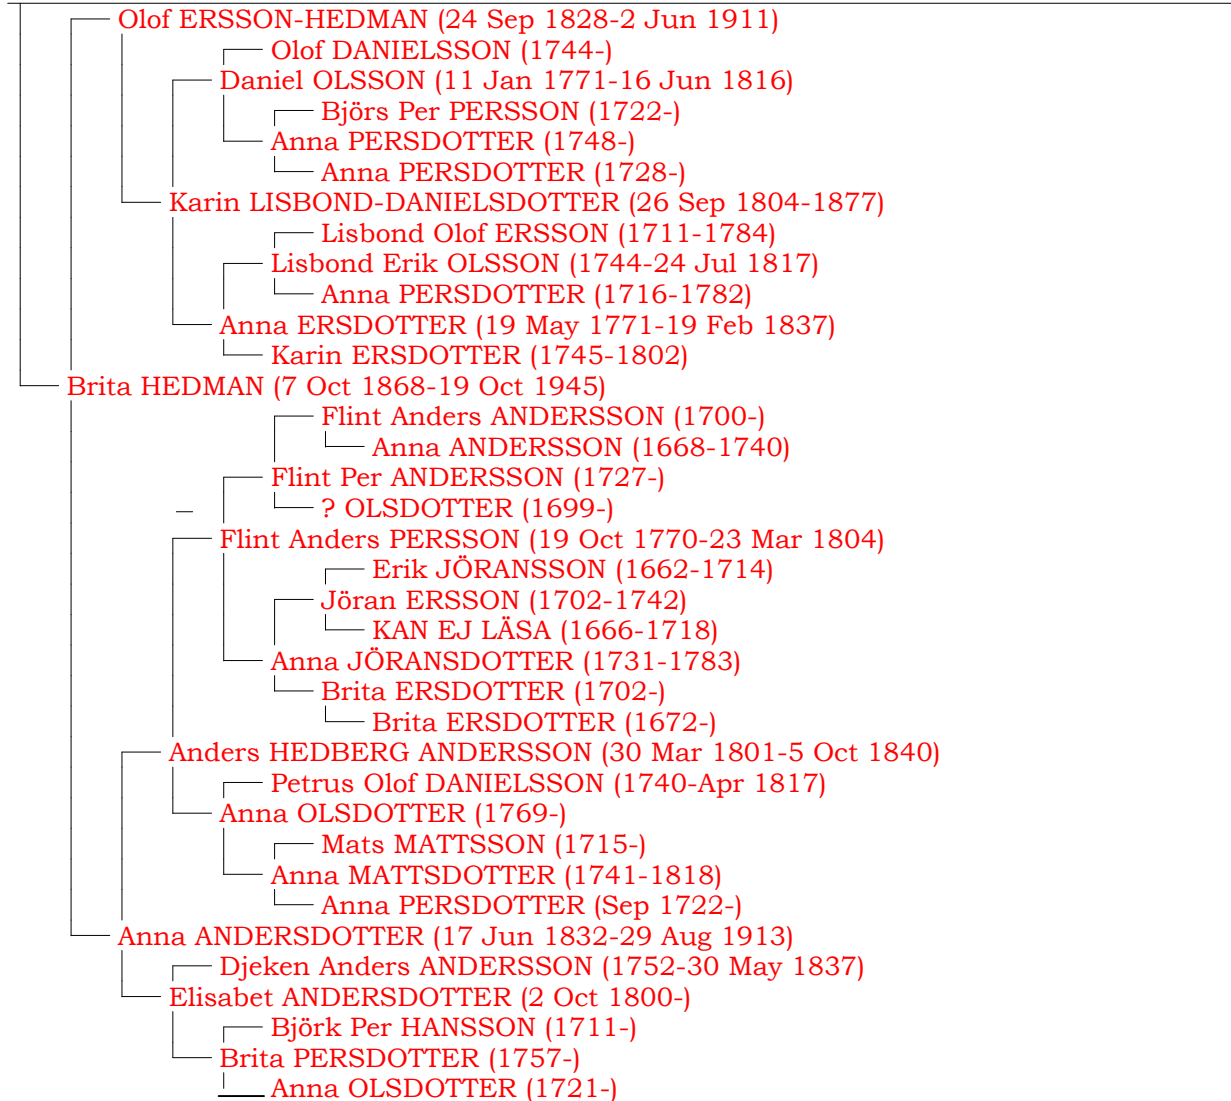 Olof ERSSON-HEDMAN (24 Sep 1828-2 Jun 1911)
Olof DANIELSSON (1744-)
Daniel OLSSON (11 Jan 1771-16 Jun 1816)
Björs Per PERSSON (1722-)
Anna PERSDOTTER (1748-)
Anna PERSDOTTER (1728-)
Karin LISBOND-DANIELSDOTTER (26 Sep 1804-1877)
Lisbond Olof ERSSON (1711-1784)
Lisbond Erik OLSSON (1744-24 Jul 1817)
Anna PERSDOTTER (1716-1782)
Anna ERSDOTTER (19 May 1771-19 Feb 1837)
Karin ERSDOTTER (1745-1802)
Brita HEDMAN (7 Oct 1868-19 Oct 1945)
Flint Anders ANDERSSON (1700-)
Anna ANDERSSON (1668-1740)
Flint Per ANDERSSON (1727-)
? OLSDOTTER (1699-)
Flint Anders PERSSON (19 Oct 1770-23 Mar 1804)
Erik JÖRANSSON (1662-1714)
Jöran ERSSON (1702-1742)
KAN EJ LÄSA (1666-1718)
Anna JÖRANSDOTTER (1731-1783)
Brita ERSDOTTER (1702-)
Brita ERSDOTTER (1672-)
Anders HEDBERG ANDERSSON (30 Mar 1801-5 Oct 1840)
Petrus Olof DANIELSSON (1740-Apr 1817)
Anna OLSDOTTER (1769-)
Mats MATTSSON (1715-)
Anna MATTSDOTTER (1741-1818)
Anna PERSDOTTER (Sep 1722-)
Anna ANDERSDOTTER (17 Jun 1832-29 Aug 1913)
Djeken Anders ANDERSSON (1752-30 May 1837)
Elisabet ANDERSDOTTER (2 Oct 1800-)
Björk Per HANSSON (1711-)
Brita PERSDOTTER (1757-)
Anna OLSDOTTER (1721-)